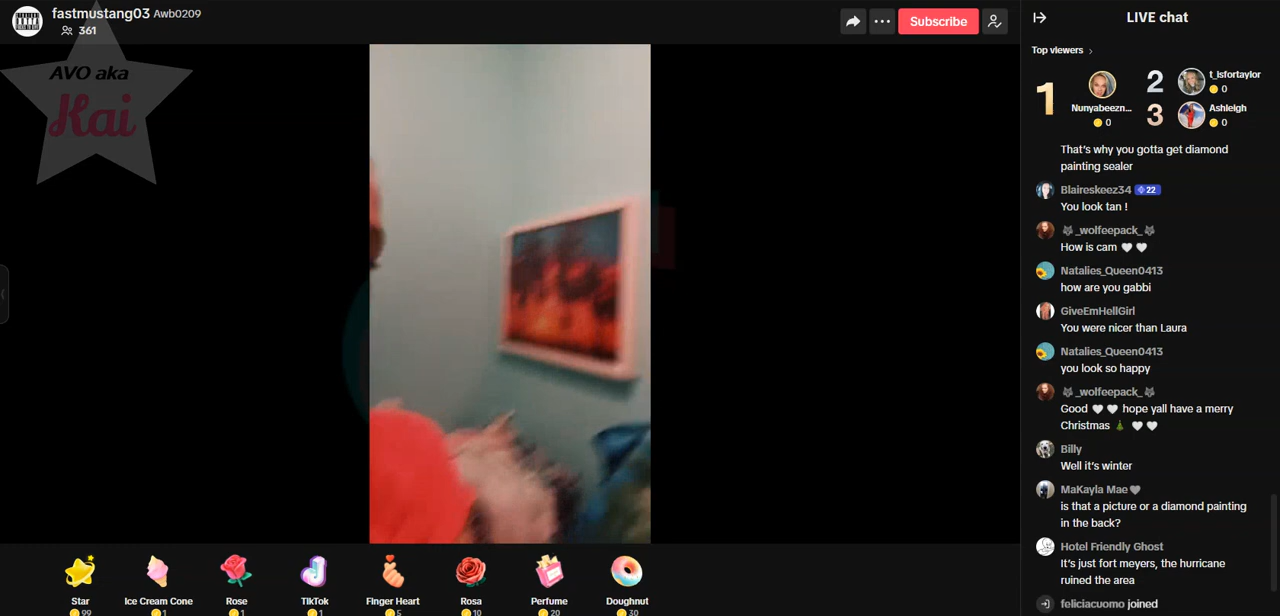 fastmustang03 Awb0209
361
Subscribe
LIVE chat
AVO aka
Kai
Top viewers
1
Nunyabeezn...
0
2
t_lsfortaylor
0
3
Ashleigh
0
That's why you gotta get diamond
painting sealer
Blaireskeez34 22
You look tan !
_wolfeepack_
How is cam
Natalies_Queen0413
how are you gabbi
GiveEmHellGirl
You were nicer than Laura
Natalies_Queen0413
you look so happy
_wolfeepack_
Good hope yall have a merry
Christmas
Billy
Well it's winter
MaKayla Mae
is that a picture or a diamond painting
in the back?
Hotel Friendly Ghost
It's just fort meyers, the hurricane
ruined the area
feliciacuomo joined
Star
99
Ice Cream Cone
1
Rose
1
TikTok
1
Finger Heart
5
Rosa
10
Perfume
20
Doughnut
30